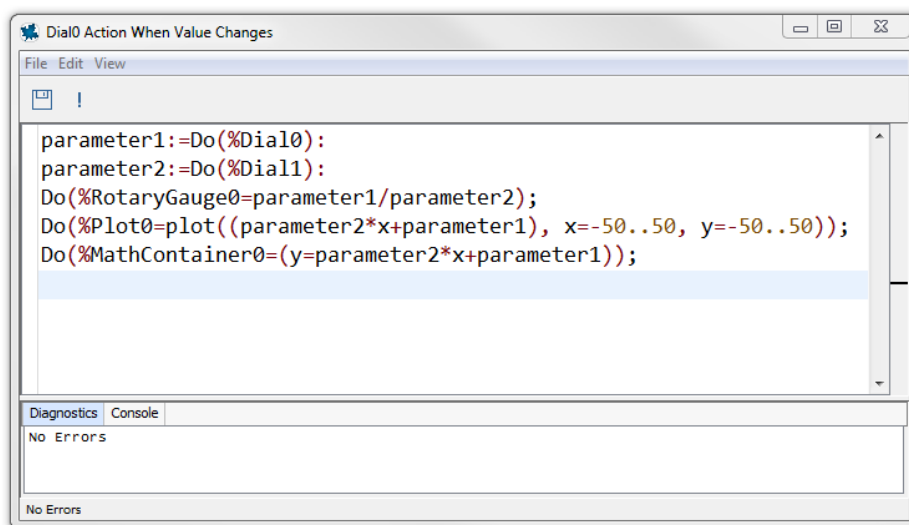 Dial0 Action When Value Changes
File Edit View
!
parameter1:=Do(%Dial0):
parameter2:=Do(%Dial1):
Do(%RotaryGauge0=parameter1/parameter2);
Do(%Plot0=plot((parameter2*x+parameter1), x=-50..50, y=-50..50));
Do(%MathContainer0=(y=parameter2*x+parameter1));
Diagnostics Console
No Errors
No Errors